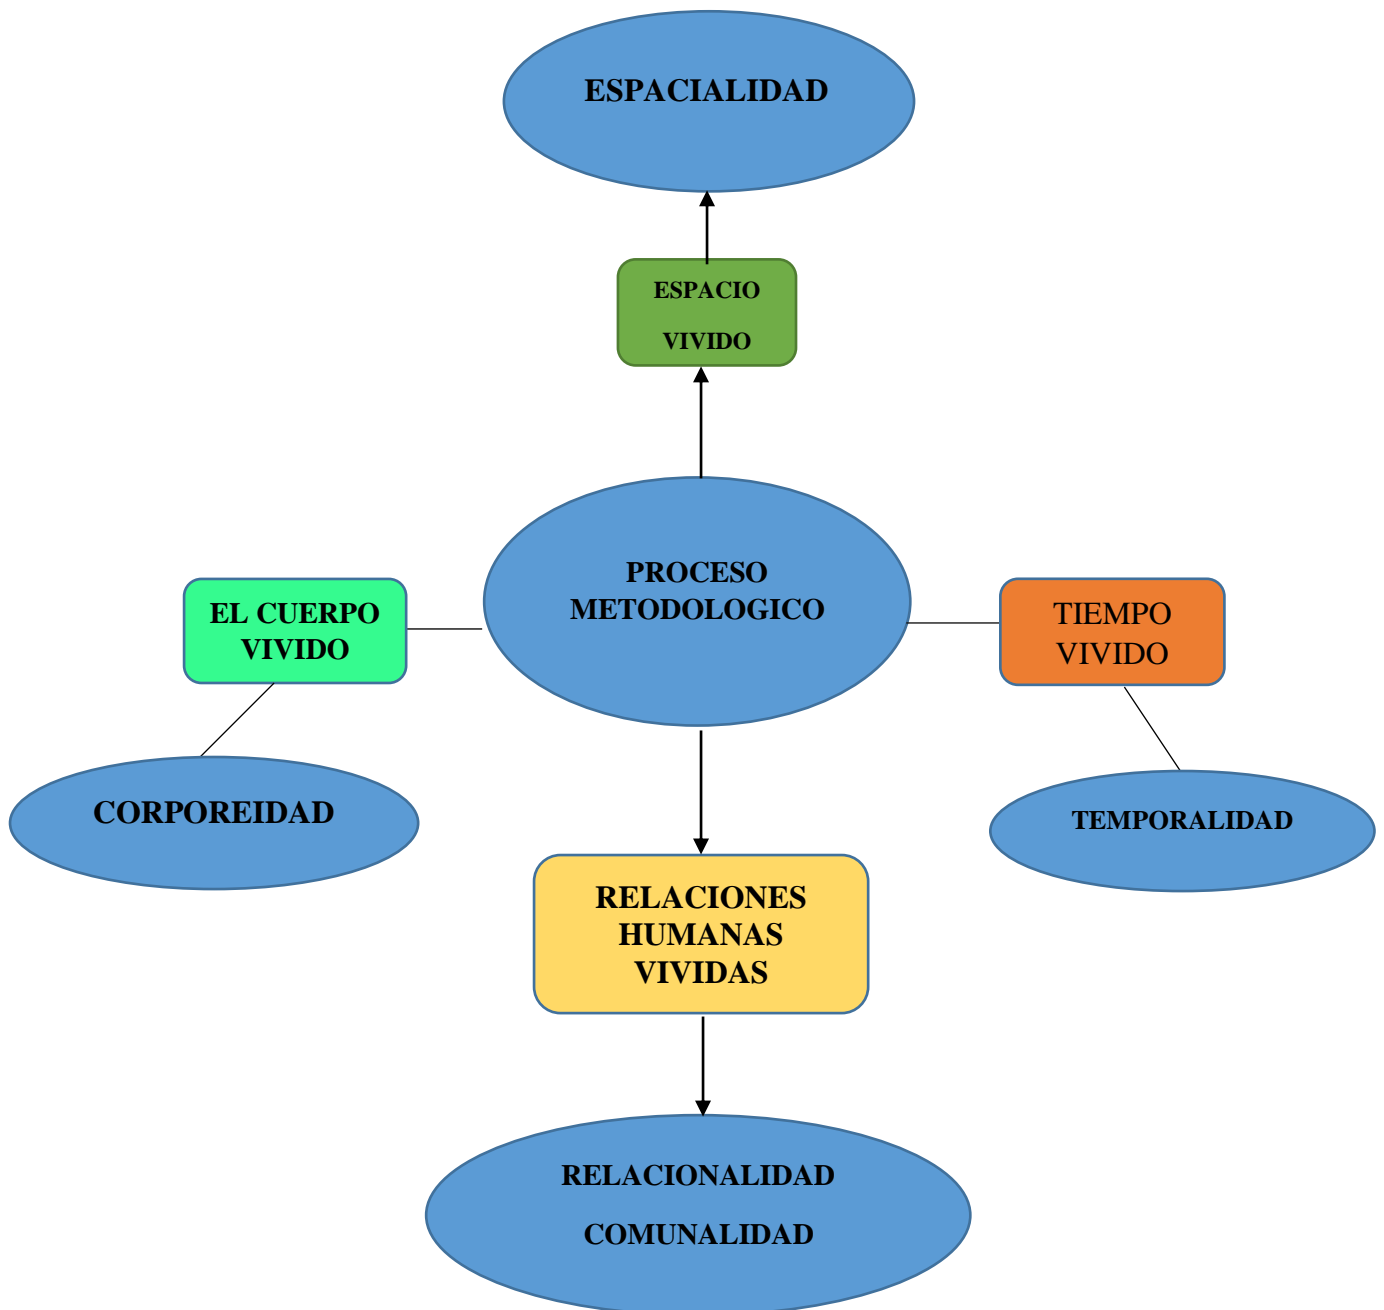 ESPACIALIDAD
ESPACIO
VIVIDO
PROCESO
METODOLOGICO
EL CUERPO
VIVIDO
TIEMPO
VIVIDO
CORPOREIDAD
TEMPORALIDAD
RELACIONES
HUMANAS
VIVIDAS
RELACIONALIDAD
COMUNALIDAD